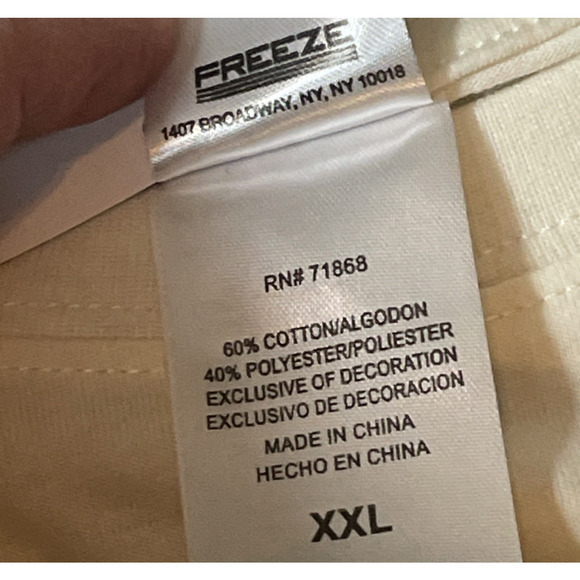 FREEZE
1407 BROADWAY, NY, NY 10018
RN# 71868
60% COTTON/ALGODON
40% POLYESTER/POLIESTER
EXCLUSIVE OF DECORATION
EXCLUSIVO DE DECORACION
MADE IN CHINA
HECHO EN CHINA
XXL